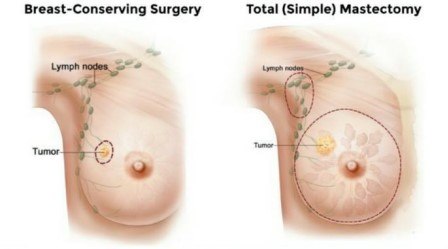 Breast-Conserving Surgery
Lymph nodes
Tumor
Total (Simple) Mastectomy
Lymph nodes
Tumor